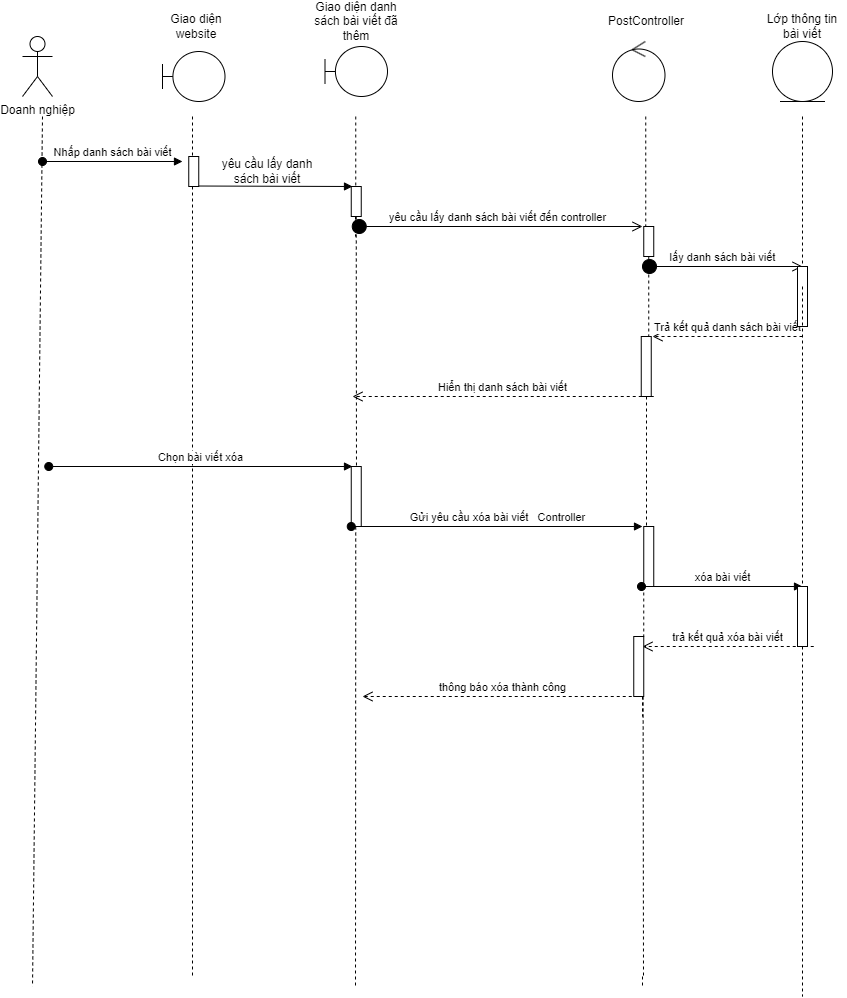 Giao diện
website
Giao diện danh
sách bài viết đã
thêm
PostController
Lớp thông tin
bài viết
Doanh nghiệp
Nhấp danh sách bài viết
yêu cầu lấy danh
sách bài viết
yêu cầu lấy danh sách bài viết đến controller
lấy danh sách bài viết
Trả kết quả danh sách bài viết
Hiển thị danh sách bài viết
Chọn bài viết xóa
Gửi yêu cầu xóa bài viết Controller
xóa bài viết
trả kết quả xóa bài viết
thông báo xóa thành công